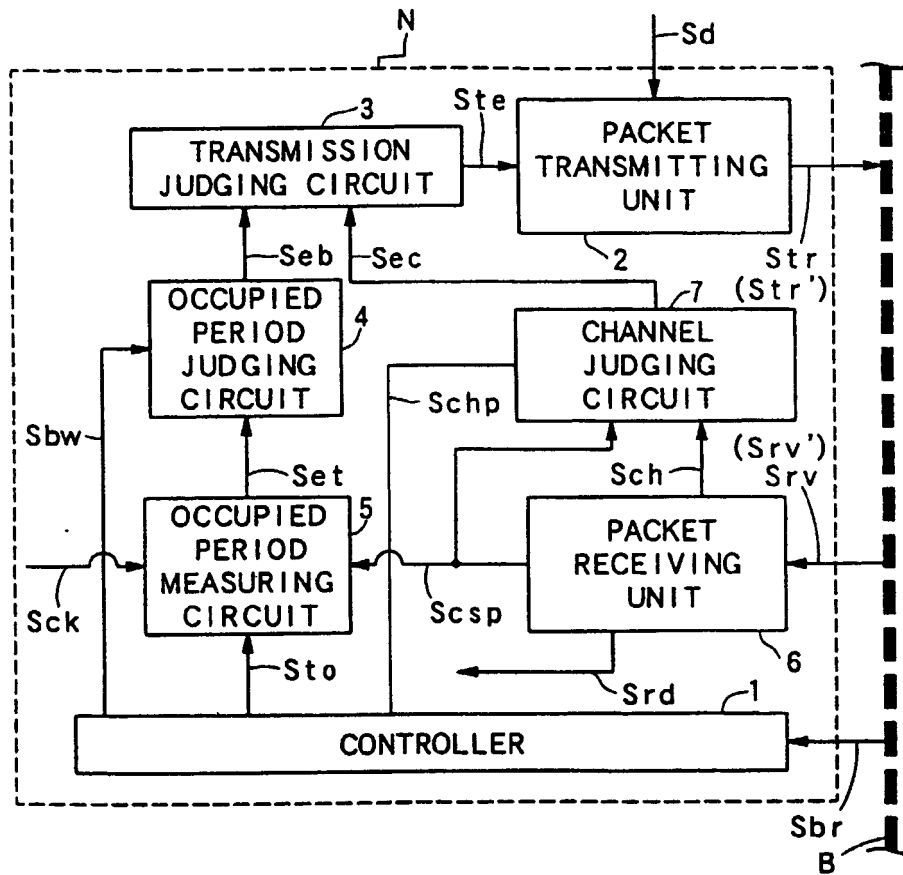 N
Sd
3
Ste
TRANSMISSION
JUDGING CIRCUIT
PACKET
TRANSMITTING
UNIT
2
Str
(Str')
Seb
Sec
OCCUPIED
PERIOD
JUDGING
CIRCUIT
4
7
CHANNEL
JUDGING
CIRCUIT
Sbw
Schp
Set
Sch
(Srv')
Srv
OCCUPIED
PERIOD
MEASURING
CIRCUIT
5
PACKET
RECEIVING
UNIT
6
Sck
Scsp
Sto
Srd
1
CONTROLLER
Sbr
B